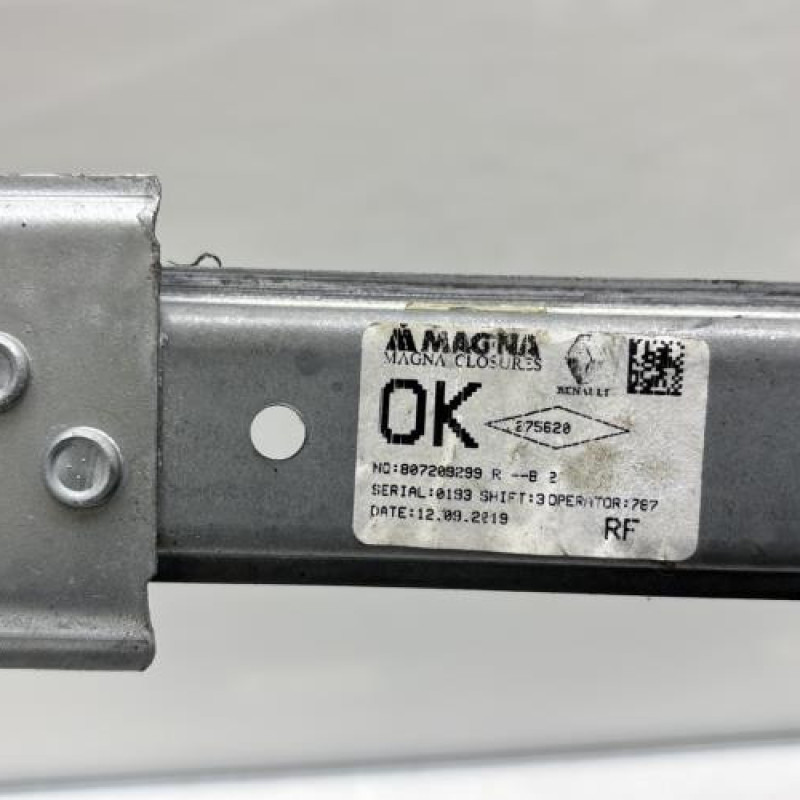 MAGNA
MAGNA CLOSURES
RENAULT
OK
275620
NO:807209299 R --B 2
SERIAL:0193 SHIFT:3 OPERATOR:787
DATE:12.09.2019
RF